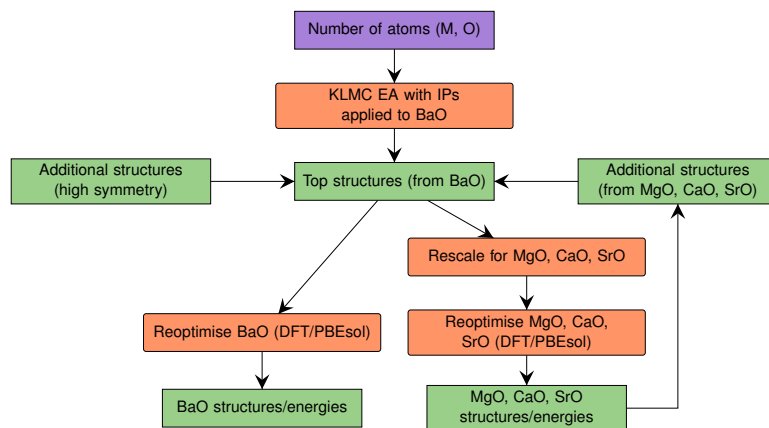 Number of atoms (M, O)
KLMC EA with IPs
applied to BaO
Additional structures
(high symmetry)
Top structures (from BaO)
Additional structures
(from MgO, CaO, SrO)
Rescale for MgO, CaO, SrO
Reoptimise BaO (DFT/PBEsol)
Reoptimise MgO, CaO,
SrO (DFT/PBEsol)
BaO structures/energies
MgO, CaO, SrO
structures/energies